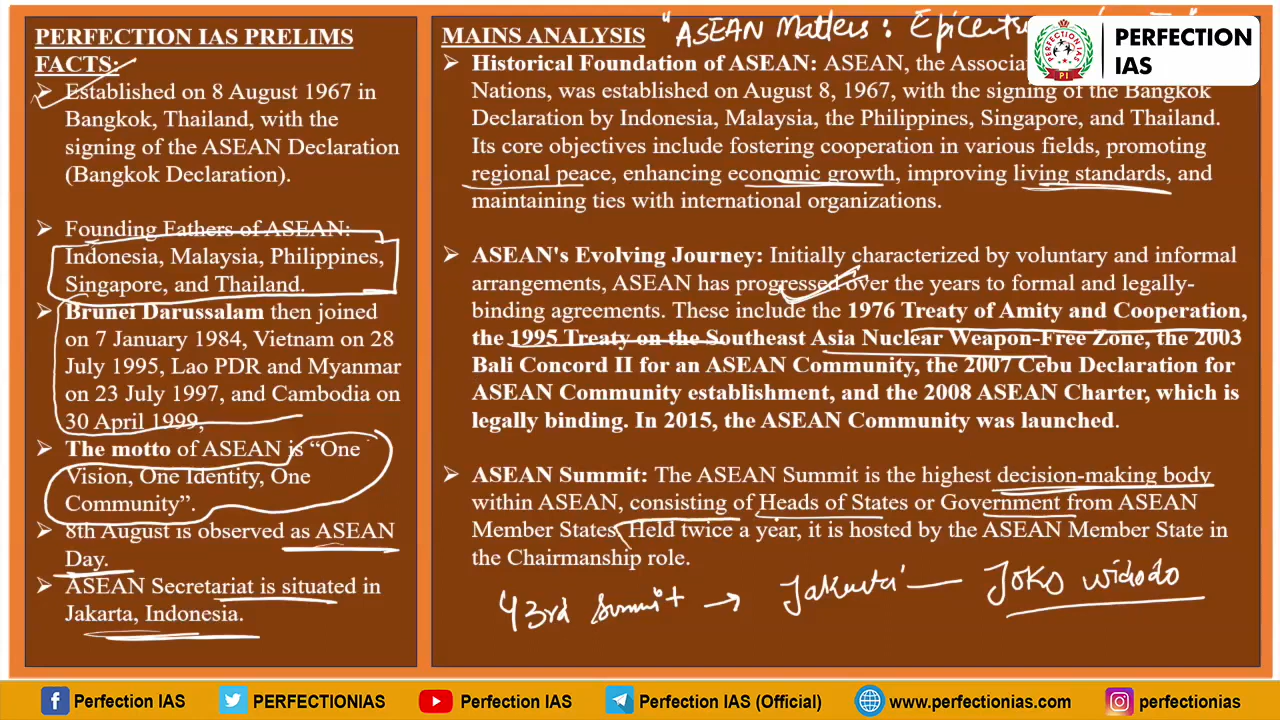 PERFECTION IAS PRELIMS
FACTS:
➢ Established on 8 August 1967 in
Bangkok, Thailand, with the
signing of the ASEAN Declaration
(Bangkok Declaration).
➢ Founding Fathers of ASEAN:
Indonesia, Malaysia, Philippines,
Singapore, and Thailand.
➢ Brunei Darussalam then joined
on 7 January 1984, Vietnam on 28
July 1995, Lao PDR and Myanmar
on 23 July 1997, and Cambodia on
30 April 1999,
➢ The motto of ASEAN is “One
Vision, One Identity, One
Community”.
➢ 8th August is observed as ASEAN
Day.
➢ ASEAN Secretariat is situated in
Jakarta, Indonesia.
MAINS ANALYSIS
"ASEAN Matters: Epicent
➢ Historical Foundation of ASEAN: ASEAN, the Associa
Nations, was established on August 8, 1967, with the signing of the Bangkok
Declaration by Indonesia, Malaysia, the Philippines, Singapore, and Thailand.
Its core objectives include fostering cooperation in various fields, promoting
regional peace, enhancing economic growth, improving living standards, and
maintaining ties with international organizations.
➢ ASEAN's Evolving Journey: Initially characterized by voluntary and informal
arrangements, ASEAN has progressed over the years to formal and legally-
binding agreements. These include the 1976 Treaty of Amity and Cooperation,
the 1995 Treaty on the Southeast Asia Nuclear Weapon-Free Zone, the 2003
Bali Concord II for an ASEAN Community, the 2007 Cebu Declaration for
ASEAN Community establishment, and the 2008 ASEAN Charter, which is
legally binding. In 2015, the ASEAN Community was launched.
➢ ASEAN Summit: The ASEAN Summit is the highest decision-making body
within ASEAN, consisting of Heads of States or Government from ASEAN
Member States. Held twice a year, it is hosted by the ASEAN Member State in
the Chairmanship role.
43rd Summit → Jakarta — Joko Widodo
PERFECTION
IAS
PERFECTION IAS
PI
Perfection IAS
PERFECTIONIAS
Perfection IAS
Perfection IAS (Official)
www.perfectionias.com
perfectionias